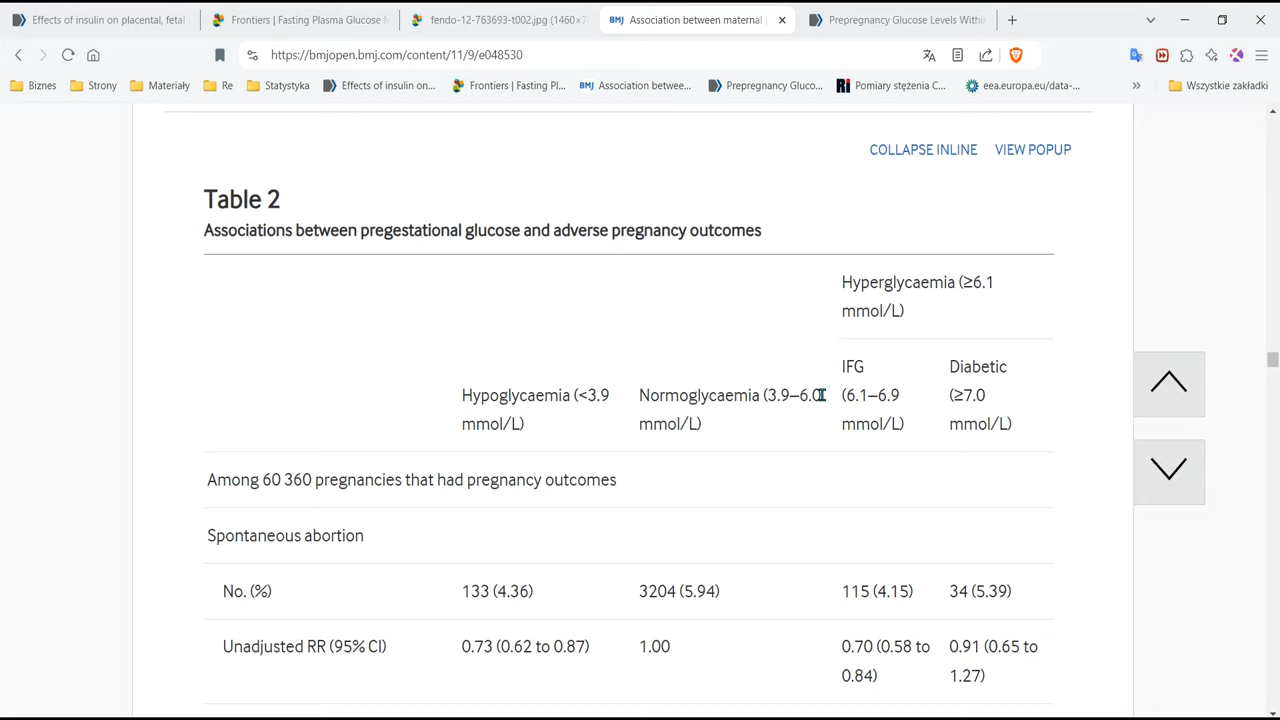 Effects of insulin on placental, fetal
Frontiers | Fasting Plasma Glucose
fendo-12-763693-t002.jpg (1460×
BMJ Association between maternal
Prepregnancy Glucose Levels Withi
https://bmjopen.bmj.com/content/11/9/e048530
Biznes Strony Materiały Re Statystyka Effects of insulin on... Frontiers | Fasting Pl... BMJ Association betwee... Prepregnancy Gluco... Ri Pomiary stężenia C... eea.europa.eu/data-... » Wszystkie zakładki
COLLAPSE INLINE VIEW POPUP
Table 2
Associations between pregestational glucose and adverse pregnancy outcomes
Hyperglycaemia (≥6.1
mmol/L)
IFG Diabetic
Hypoglycaemia (<3.9 Normoglycaemia (3.9–6.0 (6.1–6.9 (≥7.0
mmol/L) mmol/L) mmol/L) mmol/L)
Among 60 360 pregnancies that had pregnancy outcomes
Spontaneous abortion
No. (%) 133 (4.36) 3204 (5.94) 115 (4.15) 34 (5.39)
Unadjusted RR (95% CI) 0.73 (0.62 to 0.87) 1.00 0.70 (0.58 to 0.91 (0.65 to
0.84) 1.27)